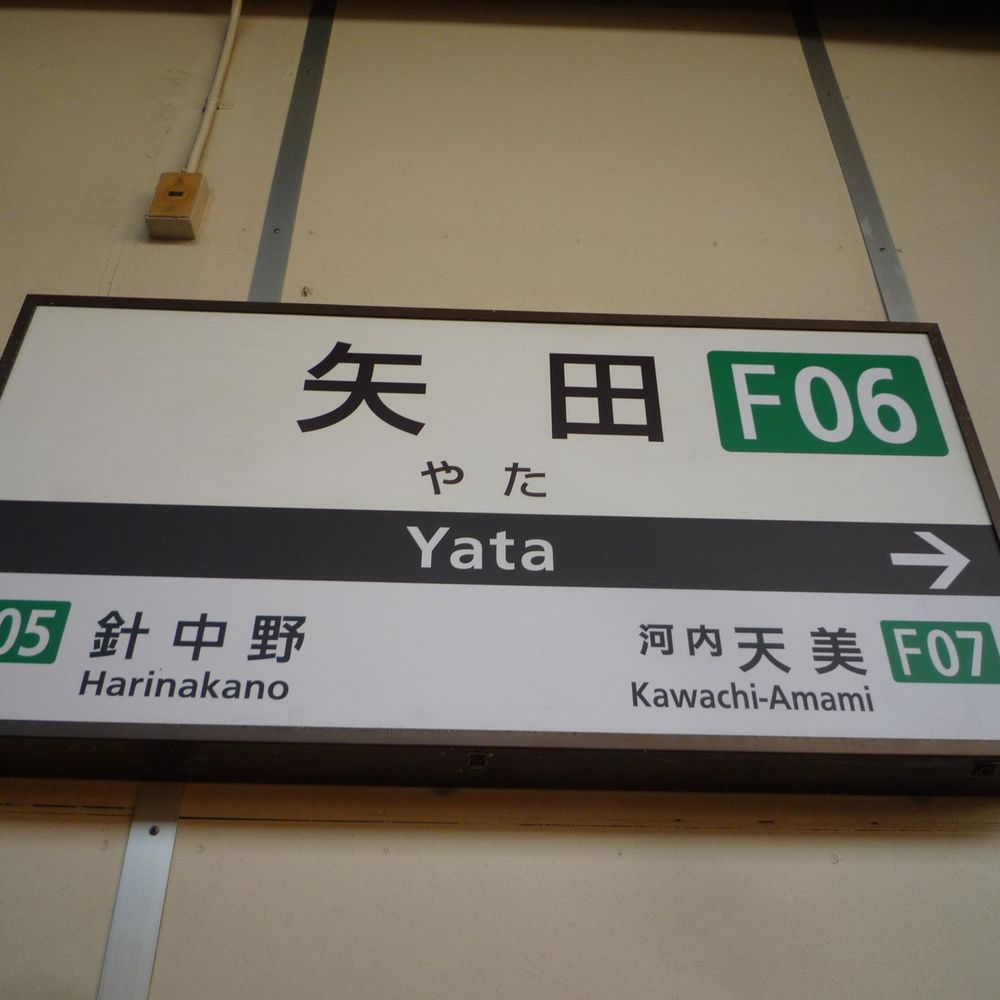 矢田 F06
やた
Yata →
05 針中野 河内天美 F07
Harinakano Kawachi-Amami